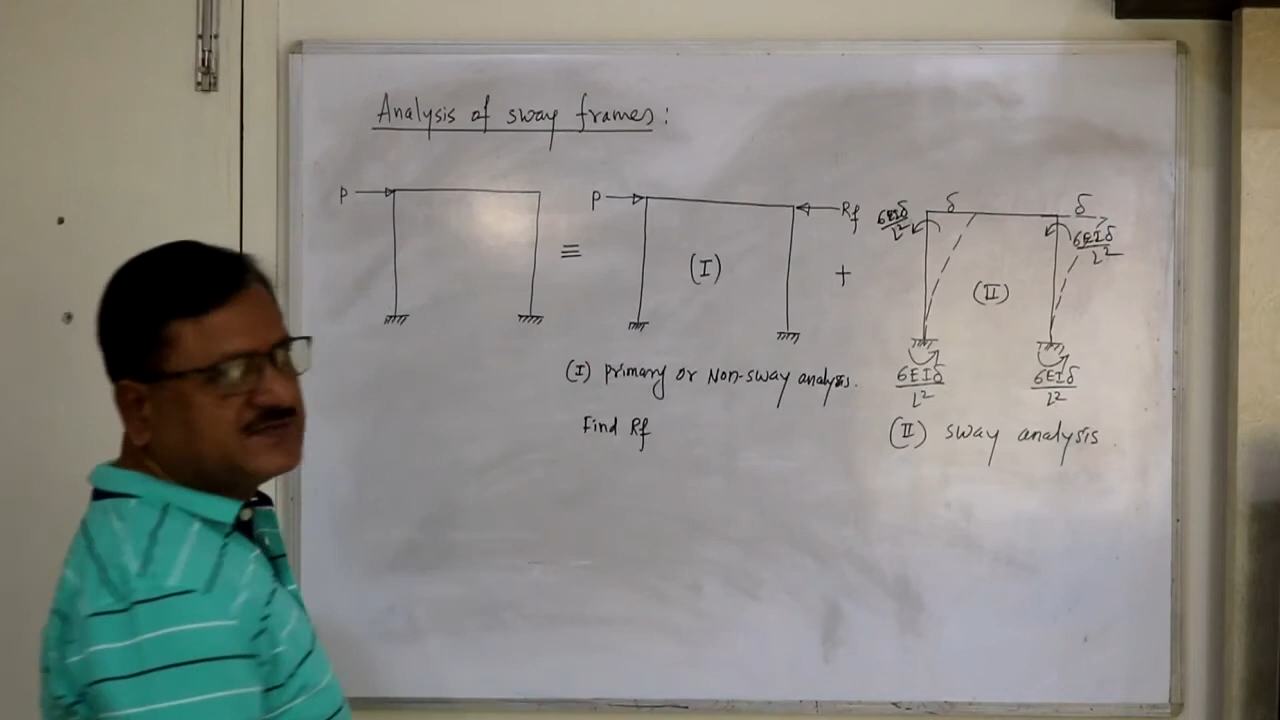 Analysis of sway frames:
P
≡
P
Rf
(I)
+
δ
δ
6EIδ/L²
6EIδ/L²
(II)
6EIδ/L²
6EIδ/L²
(I) primary or Non-sway analysis.
Find Rf
(II) sway analysis